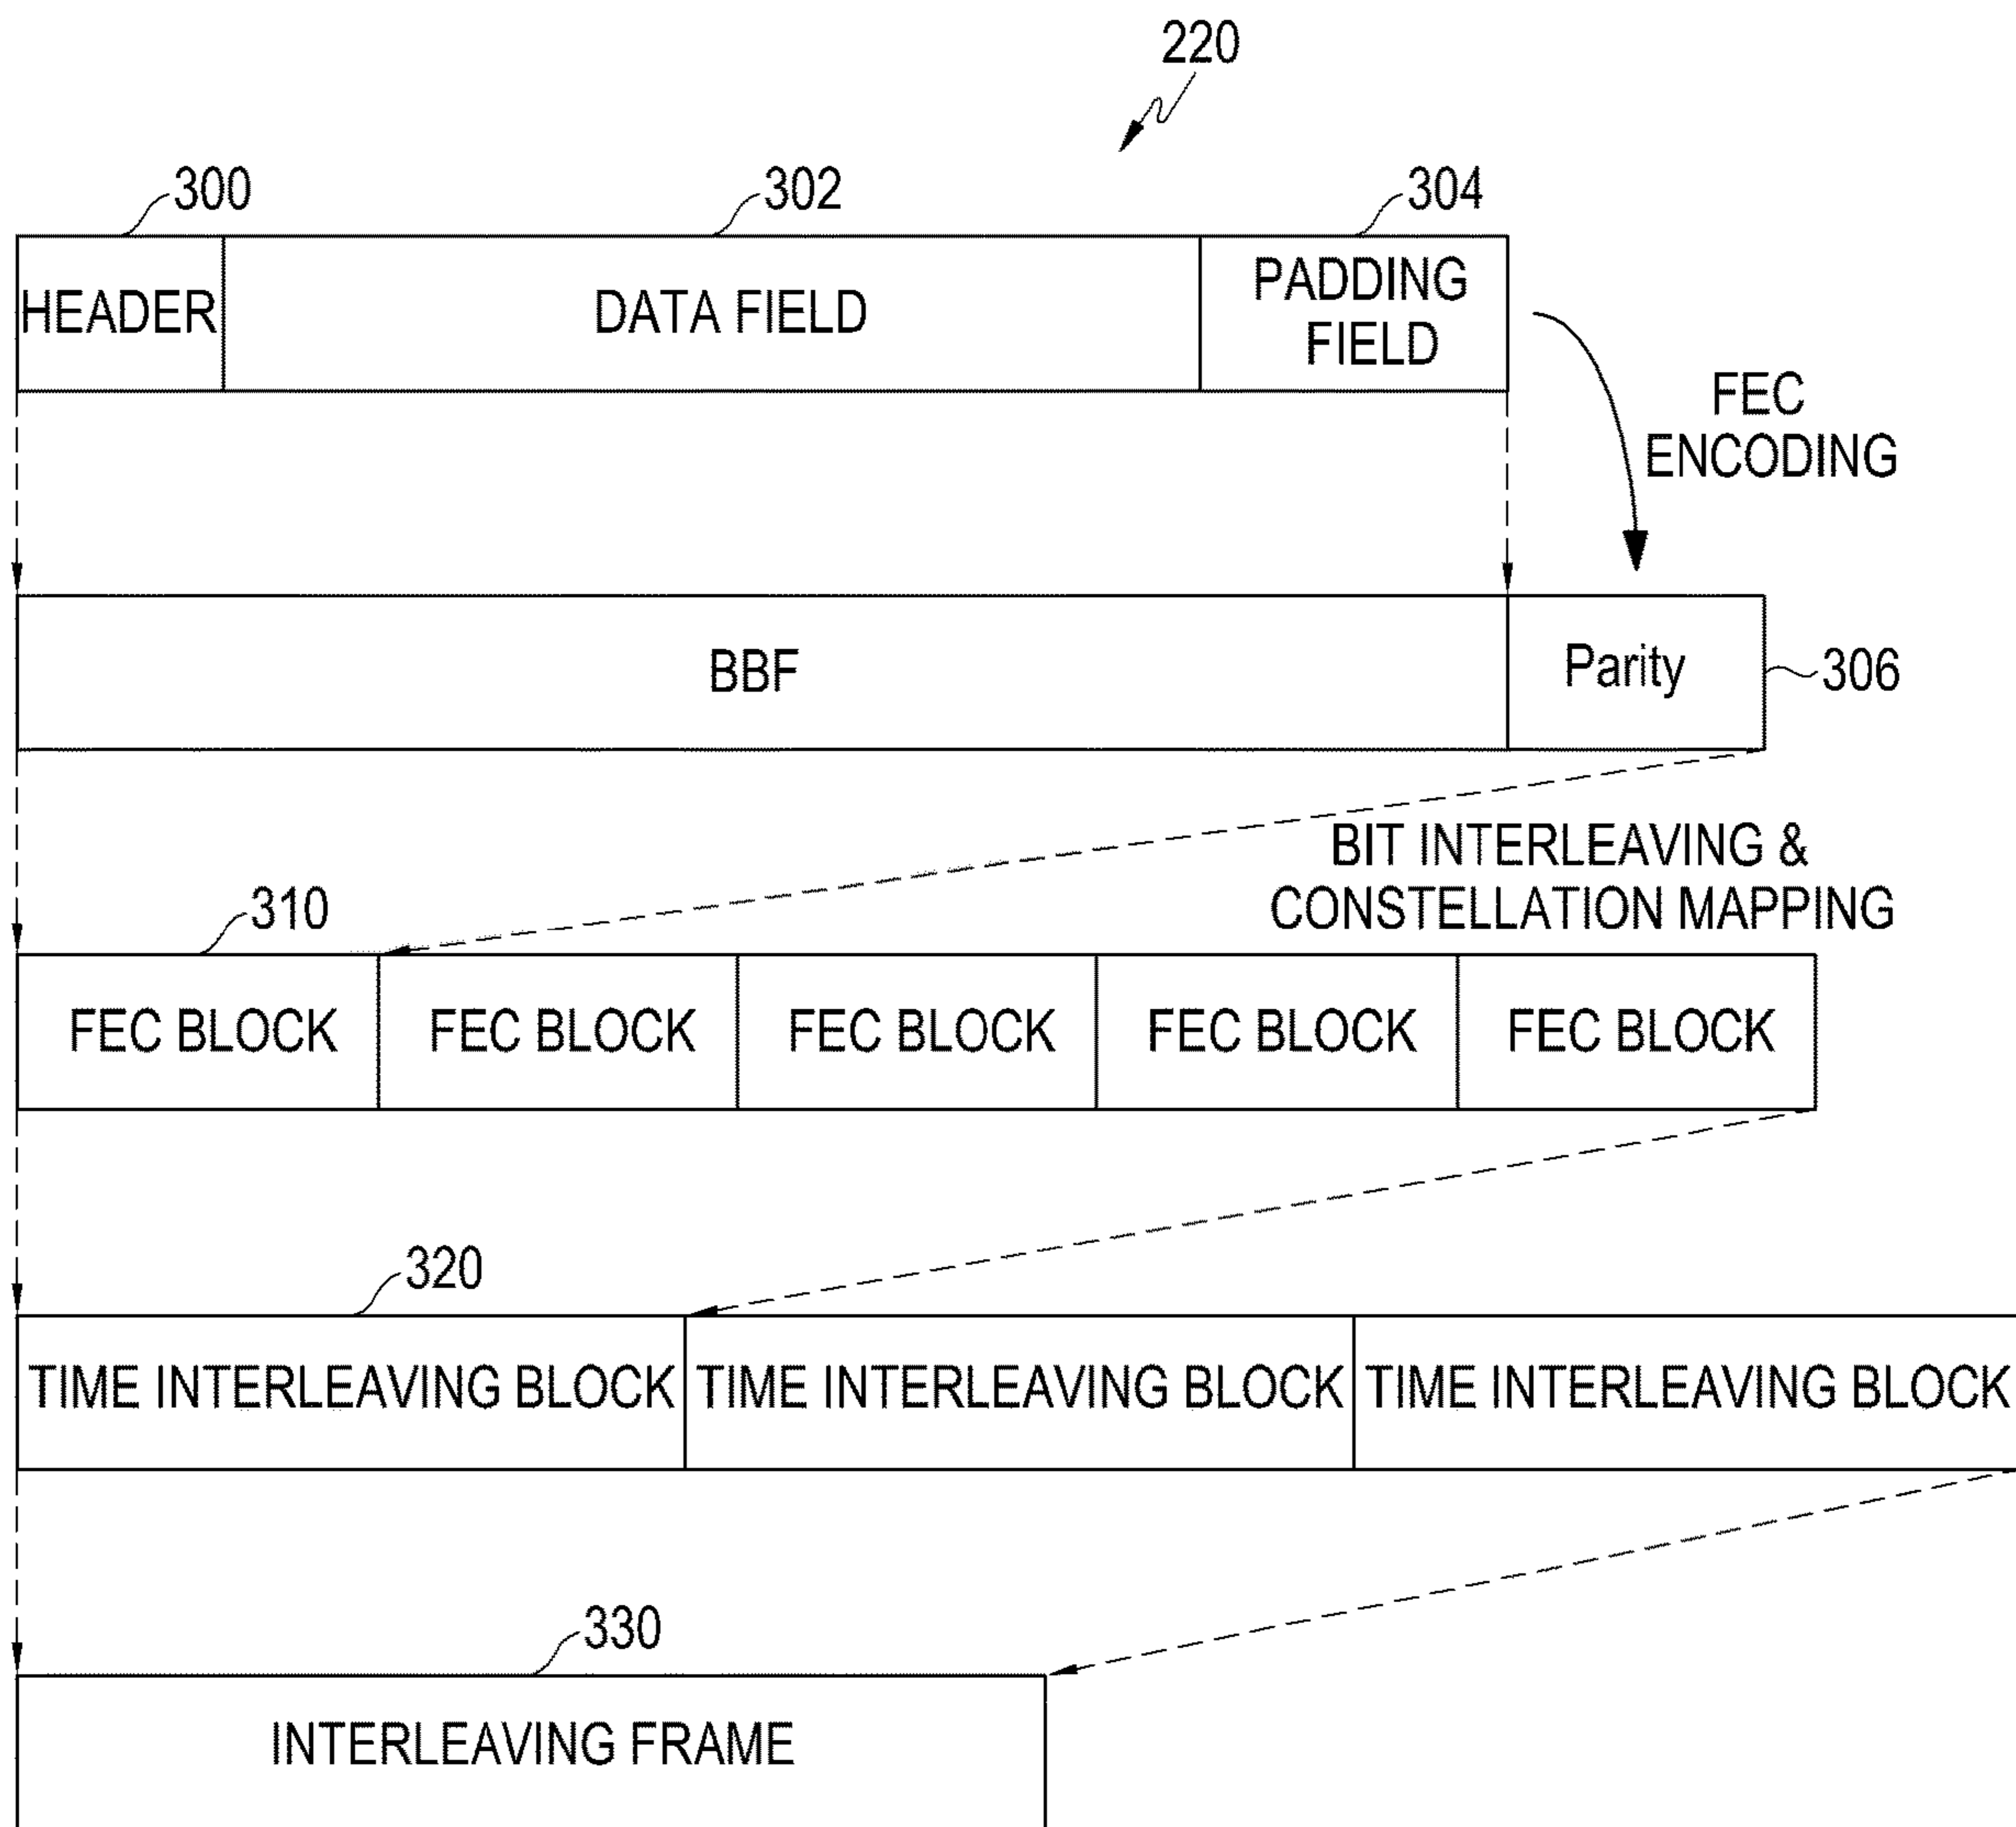 220
300
302
304
HEADER
DATA FIELD
PADDING
FIELD
FEC
ENCODING
BBF
Parity
306
BIT INTERLEAVING &
CONSTELLATION MAPPING
310
FEC BLOCK
FEC BLOCK
FEC BLOCK
FEC BLOCK
FEC BLOCK
320
TIME INTERLEAVING BLOCK
TIME INTERLEAVING BLOCK
TIME INTERLEAVING BLOCK
330
INTERLEAVING FRAME